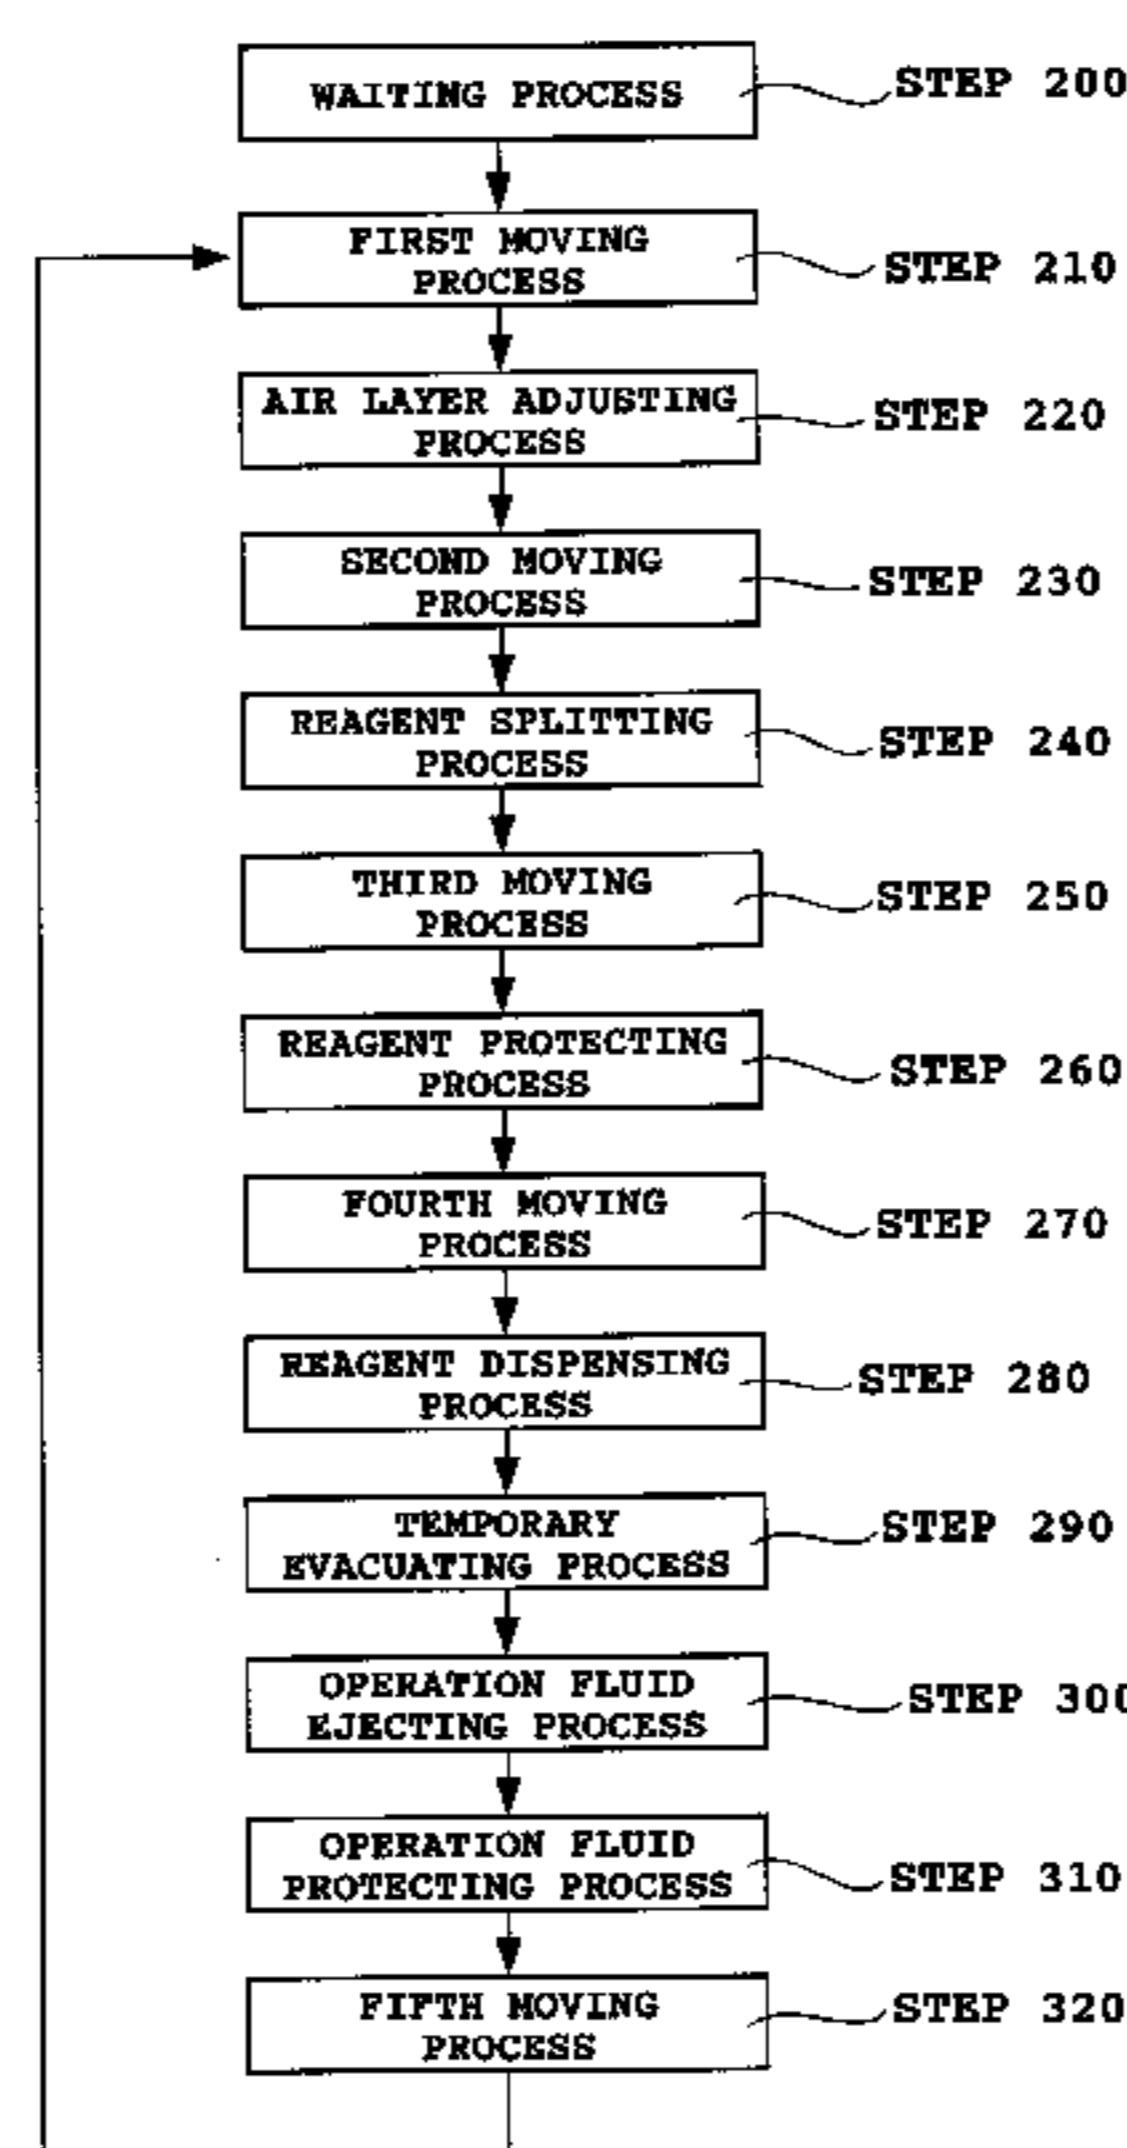 WAITING PROCESS
STEP 200
FIRST MOVING
PROCESS
STEP 210
AIR LAYER ADJUSTING
PROCESS
STEP 220
SECOND MOVING
PROCESS
STEP 230
REAGENT SPLITTING
PROCESS
STEP 240
THIRD MOVING
PROCESS
STEP 250
REAGENT PROTECTING
PROCESS
STEP 260
FOURTH MOVING
PROCESS
STEP 270
REAGENT DISPENSING
PROCESS
STEP 280
TEMPORARY
EVACUATING PROCESS
STEP 290
OPERATION FLUID
EJECTING PROCESS
STEP 300
OPERATION FLUID
PROTECTING PROCESS
STEP 310
FIFTH MOVING
PROCESS
STEP 320